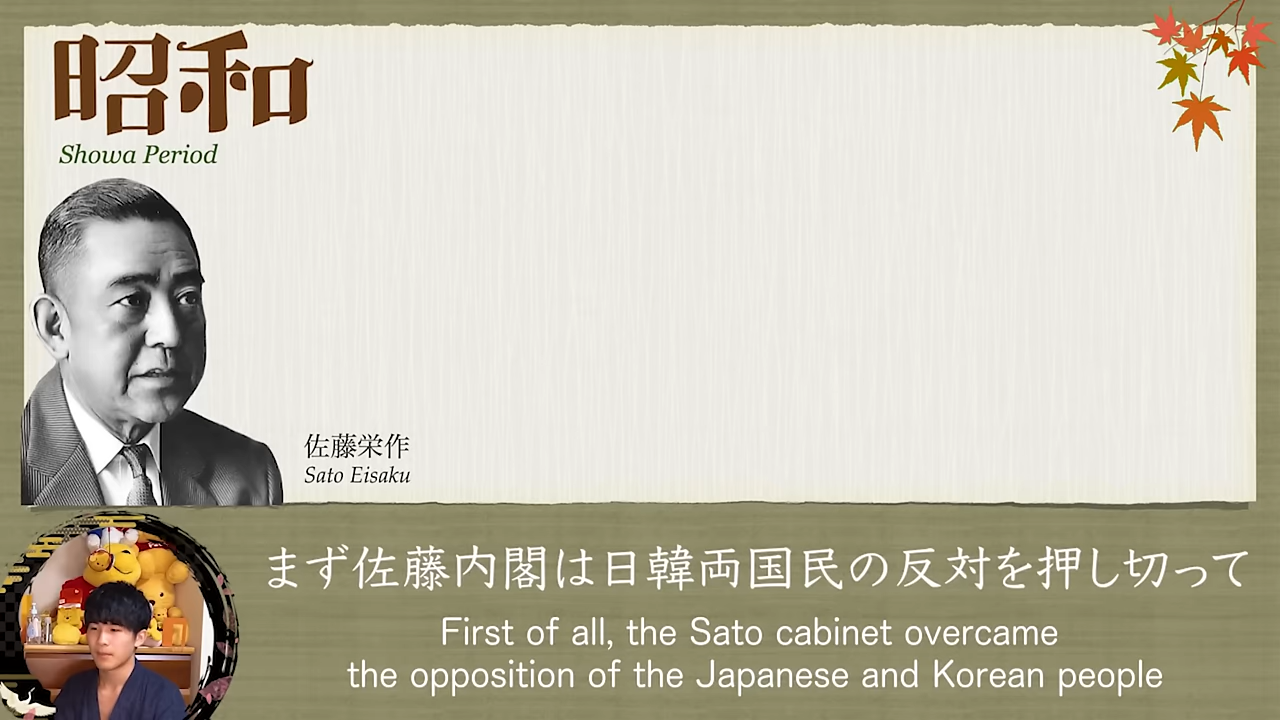 昭和
Showa Period
佐藤栄作
Sato Eisaku
まず佐藤内閣は日韓両国民の反対を押し切って
First of all, the Sato cabinet overcame
the opposition of the Japanese and Korean people